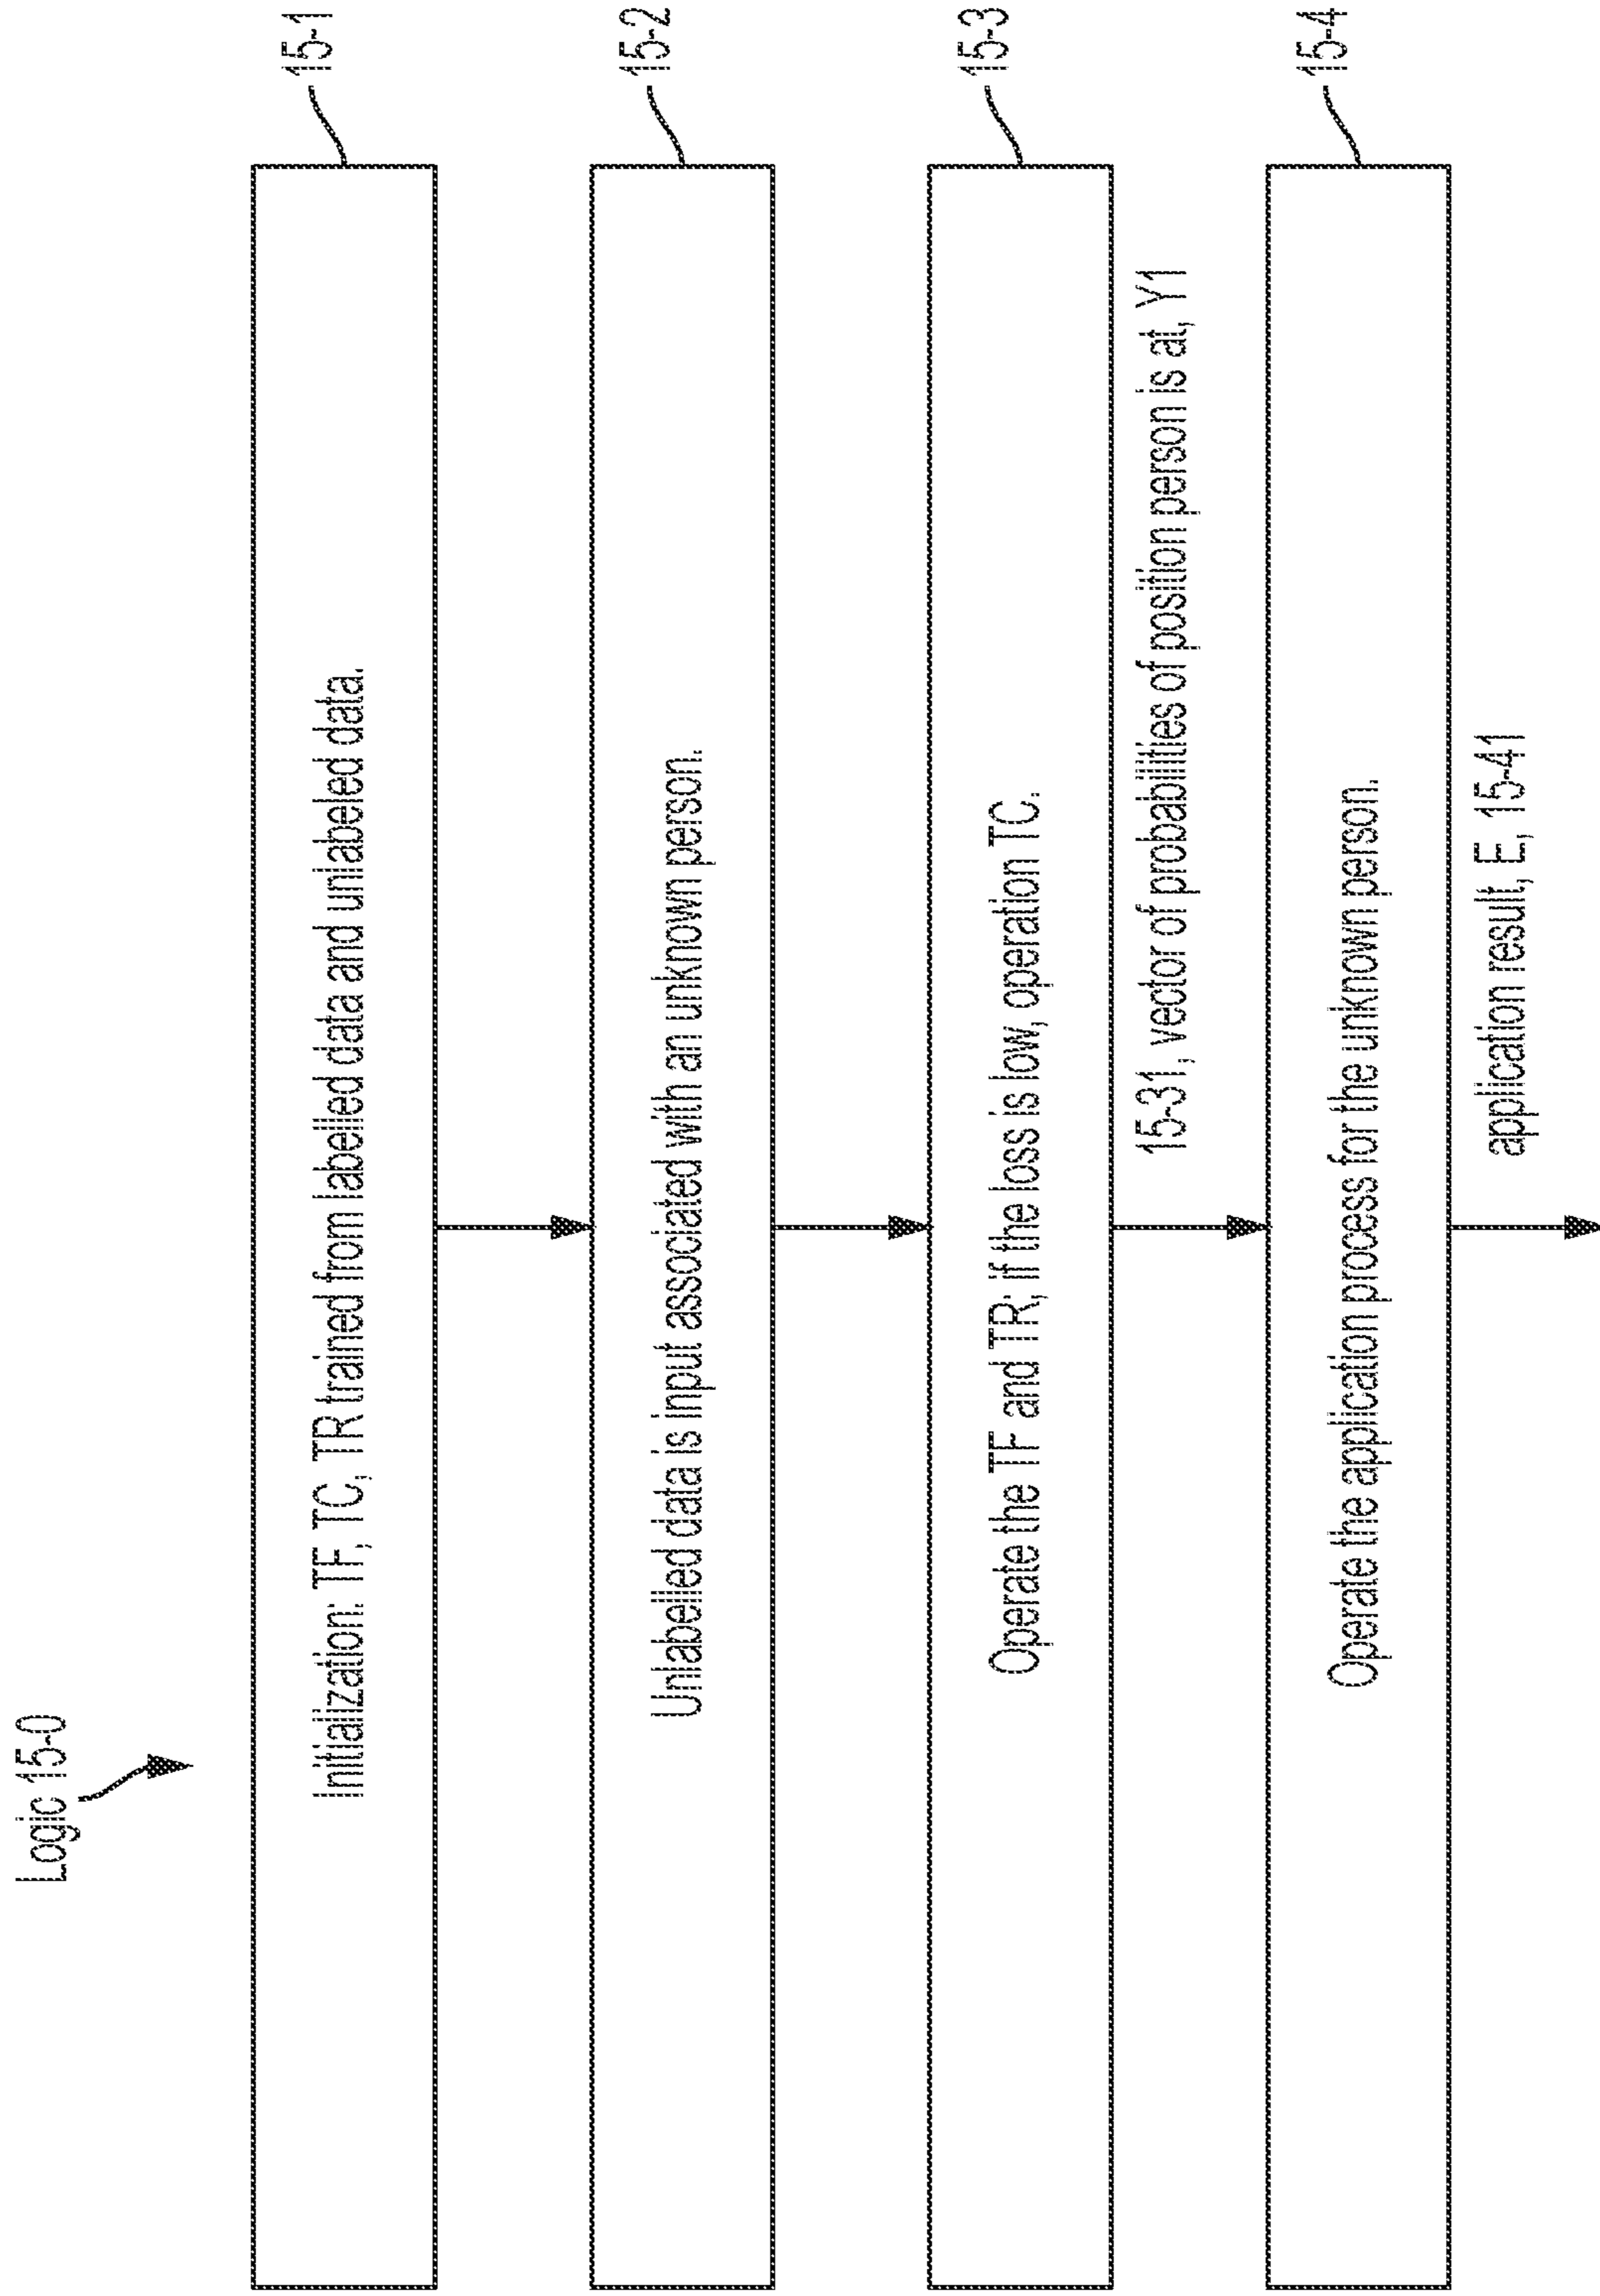 Logic 15-0
15-1
Initialization: TF, TC, TR trained from labelled data and unlabeled data.
15-2
Unlabelled data is input associated with an unknown person.
15-3
Operate the TF and TR; if the loss is low, operation TC.
15-31, vector of probabilities of position person is at, Y1
15-4
Operate the application process for the unknown person.
application result, E, 15-41